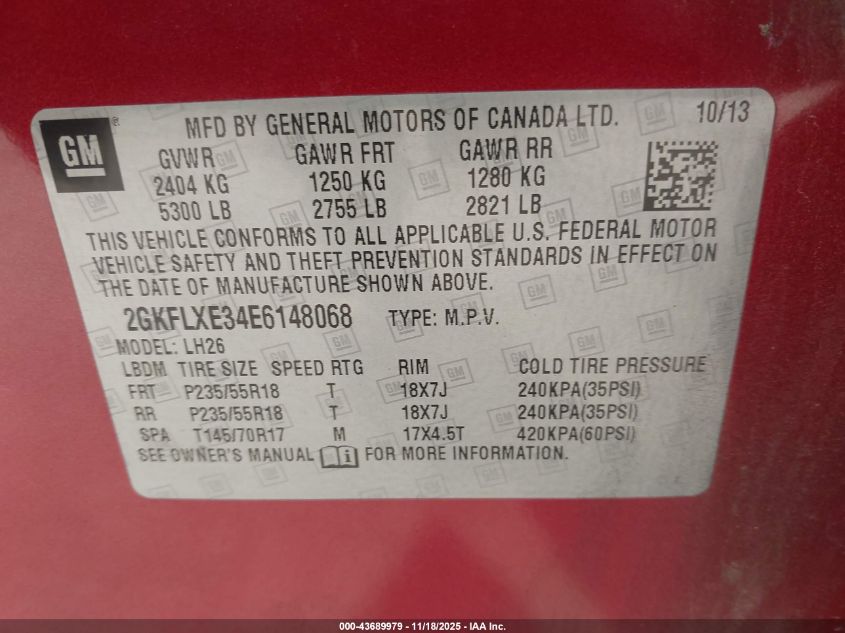 GM ®
MFD BY GENERAL MOTORS OF CANADA LTD. 10/13
GVWR GAWR FRT GAWR RR
2404 KG 1250 KG 1280 KG
5300 LB 2755 LB 2821 LB
THIS VEHICLE CONFORMS TO ALL APPLICABLE U.S. FEDERAL MOTOR
VEHICLE SAFETY AND THEFT PREVENTION STANDARDS IN EFFECT ON
THE DATE OF MANUFACTURE SHOWN ABOVE.
2GKFLXE34E6148068 TYPE: M.P.V.
MODEL: LH26
LBDM TIRE SIZE SPEED RTG RIM COLD TIRE PRESSURE
FRT P235/55R18 T 18X7J 240KPA(35PSI)
RR P235/55R18 T 18X7J 240KPA(35PSI)
SPA T145/70R17 M 17X4.5T 420KPA(60PSI)
SEE OWNER'S MANUAL i FOR MORE INFORMATION.
000-43689979 - 11/18/2025 - IAA Inc.